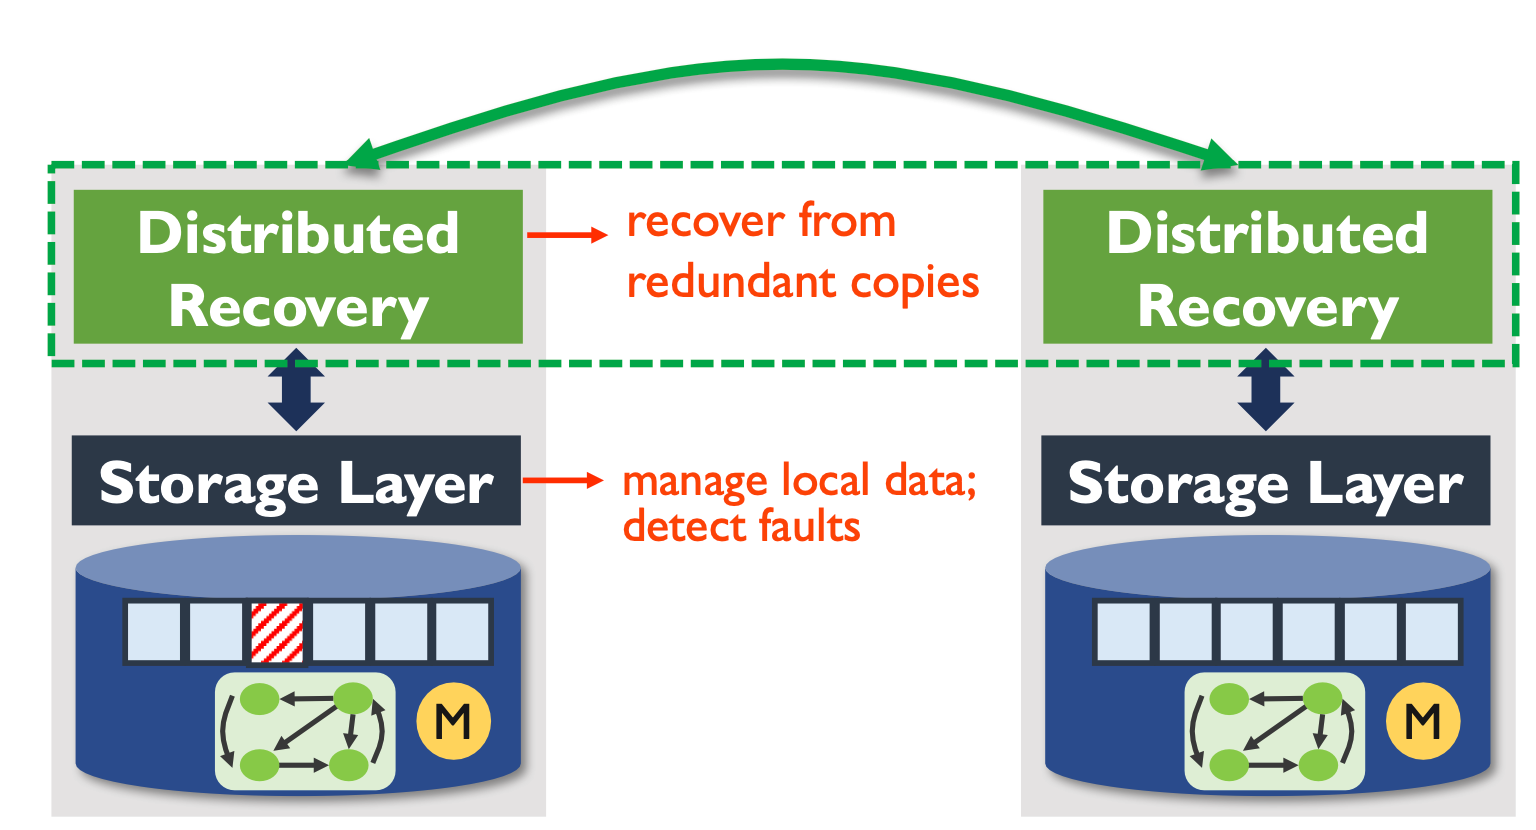 Distributed
Recovery
recover from
redundant copies
Distributed
Recovery
Storage Layer
manage local data;
detect faults
Storage Layer
M
M